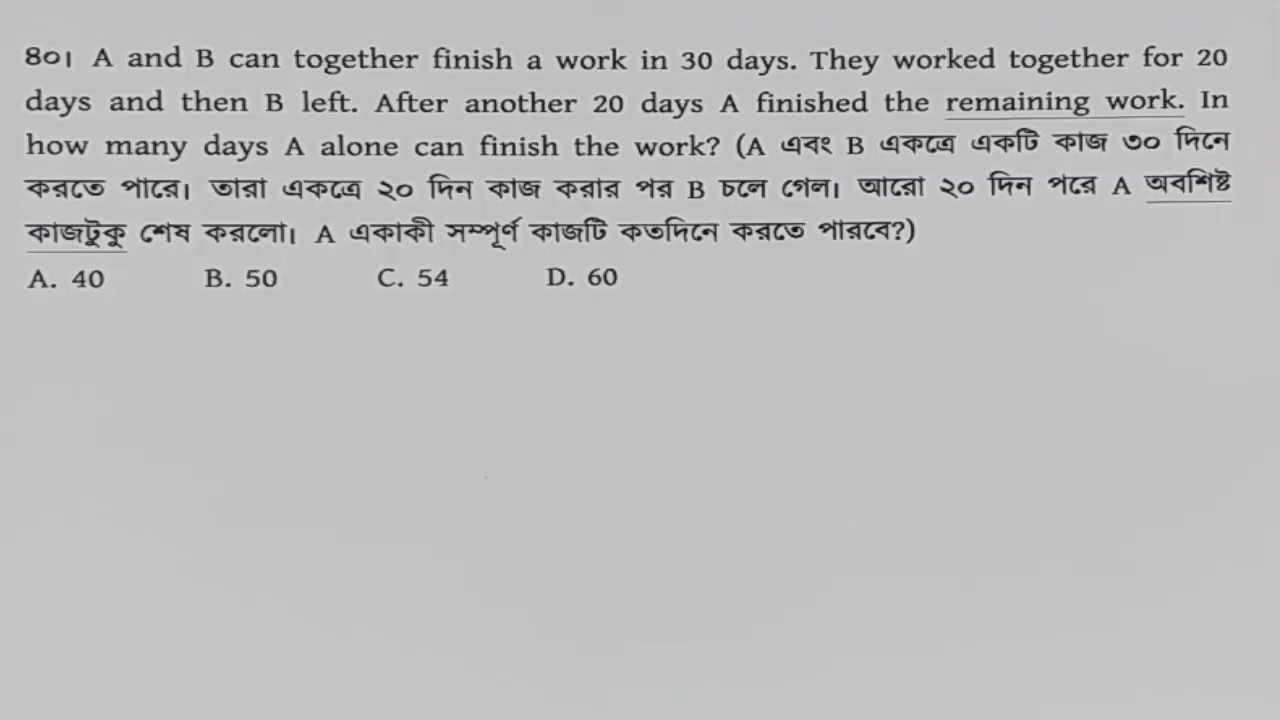 ৪০। A and B can together finish a work in 30 days. They worked together for 20
days and then B left. After another 20 days A finished the remaining work. In
how many days A alone can finish the work? (A এবং B একত্রে একটি কাজ ৩০ দিনে
করতে পারে। তারা একত্রে ২০ দিন কাজ করার পর B চলে গেল। আরো ২০ দিন পরে A অবশিষ্ট
কাজটুকু শেষ করলো। A একাকী সম্পূর্ণ কাজটি কতদিনে করতে পারবে?)
A. 40 B. 50 C. 54 D. 60